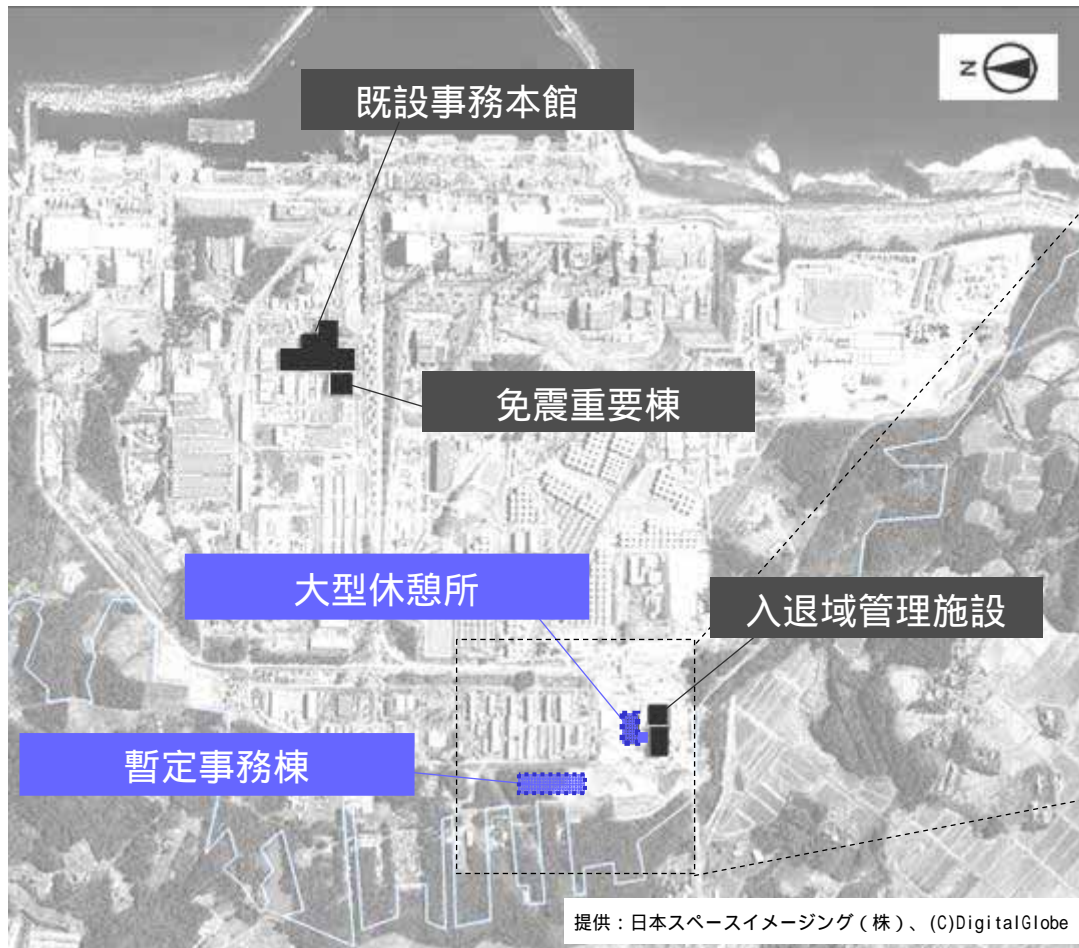 N
既設事務本館
免震重要棟
大型休憩所
入退域管理施設
暫定事務棟
提供：日本スペースイメージング（株）、(C)DigitalGlobe